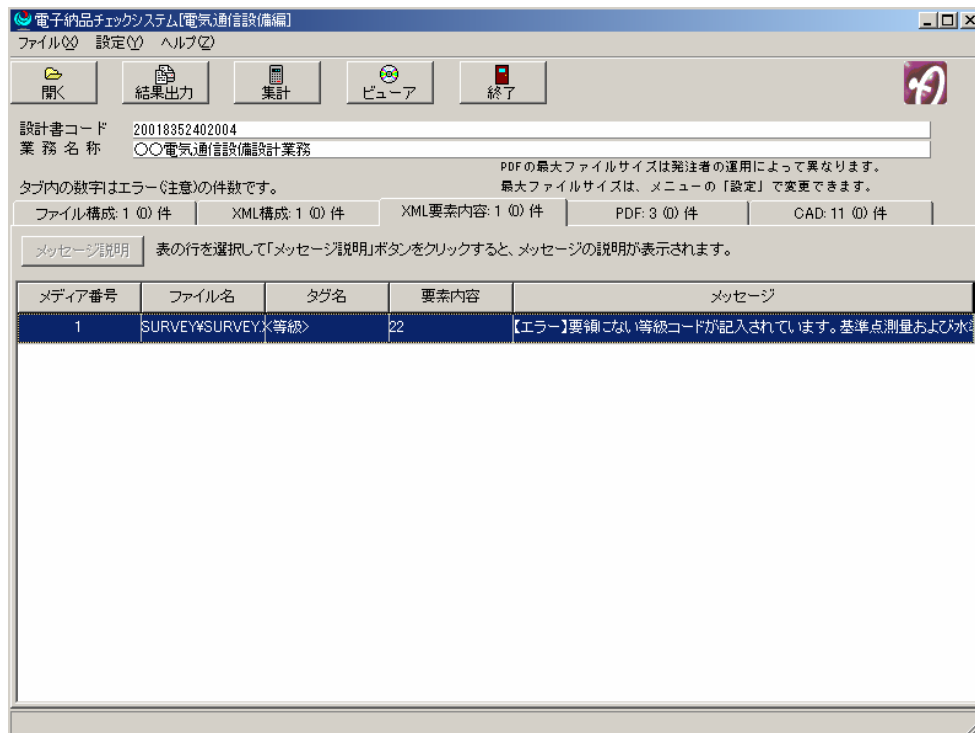 電子納品チェックシステム[電気通信設備編]
ファイル(X) 設定(Y) ヘルプ(Z)
開く 結果出力 集計 ビューア 終了
設計書コード 20018352402004
業務名称 〇〇電気通信設備設計業務
PDFの最大ファイルサイズは発注者の運用によって異なります。
タブ内の数字はエラー(注意)の件数です。 最大ファイルサイズは、メニューの「設定」で変更できます。
ファイル構成: 1 (0) 件 XML構成: 1 (0) 件 XML要素内容: 1 (0) 件 PDF: 3 (0) 件 CAD: 11 (0) 件
メッセージ説明 表の行を選択して「メッセージ説明」ボタンをクリックすると、メッセージの説明が表示されます。
メディア番号 ファイル名 タグ名 要素内容 メッセージ
1 SURVEY¥SURVEY. <等級> 22 【エラー】要領にない等級コードが記入されています。基準点測量および水